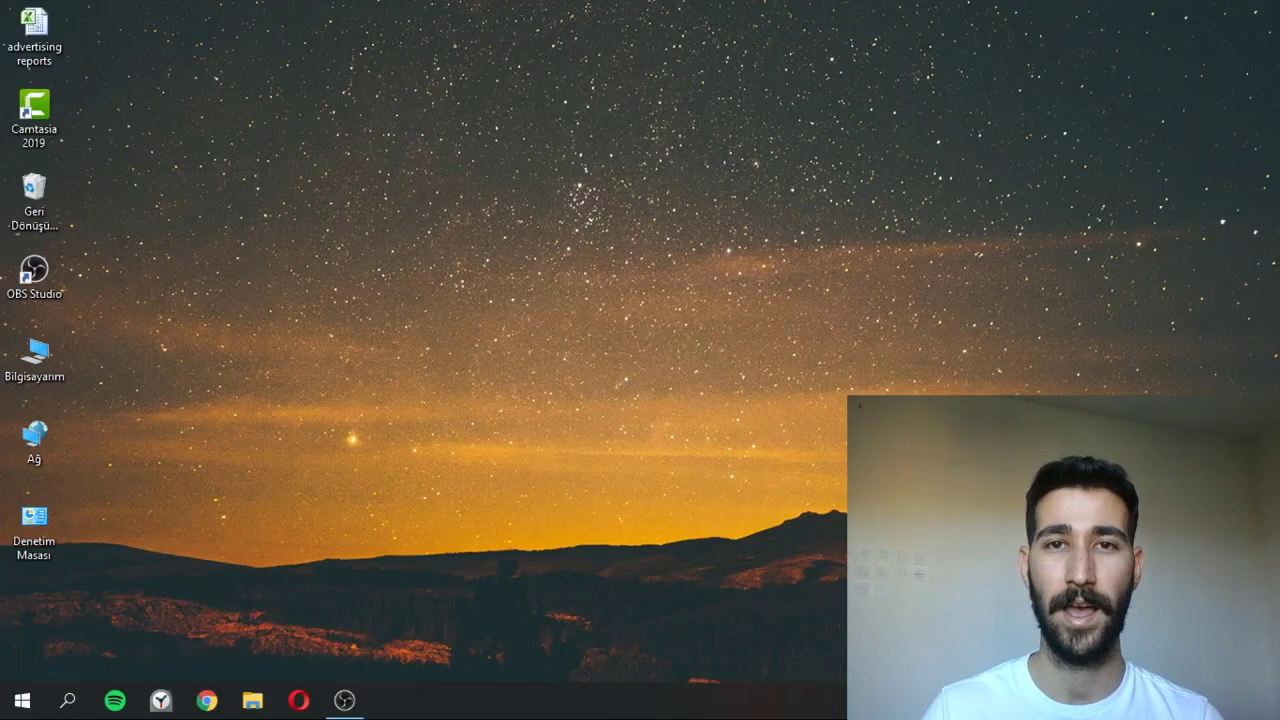 advertising
reports
Camtasia
2019
Geri
Dönüşü...
OBS Studio
Bilgisayarım
Ağ
Denetim
Masası